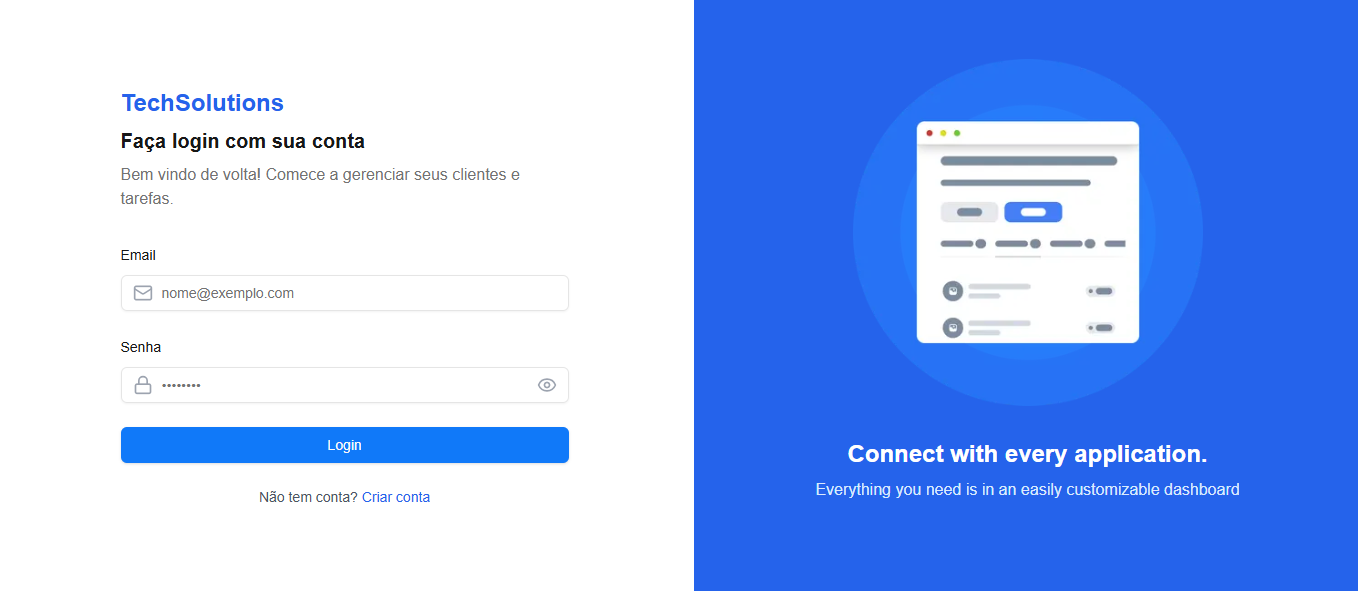 TechSolutions
Faça login com sua conta
Bem vindo de volta! Comece a gerenciar seus clientes e
tarefas.
Email
nome@exemplo.com
Senha
••••••••
Login
Não tem conta? Criar conta
Connect with every application.
Everything you need is in an easily customizable dashboard